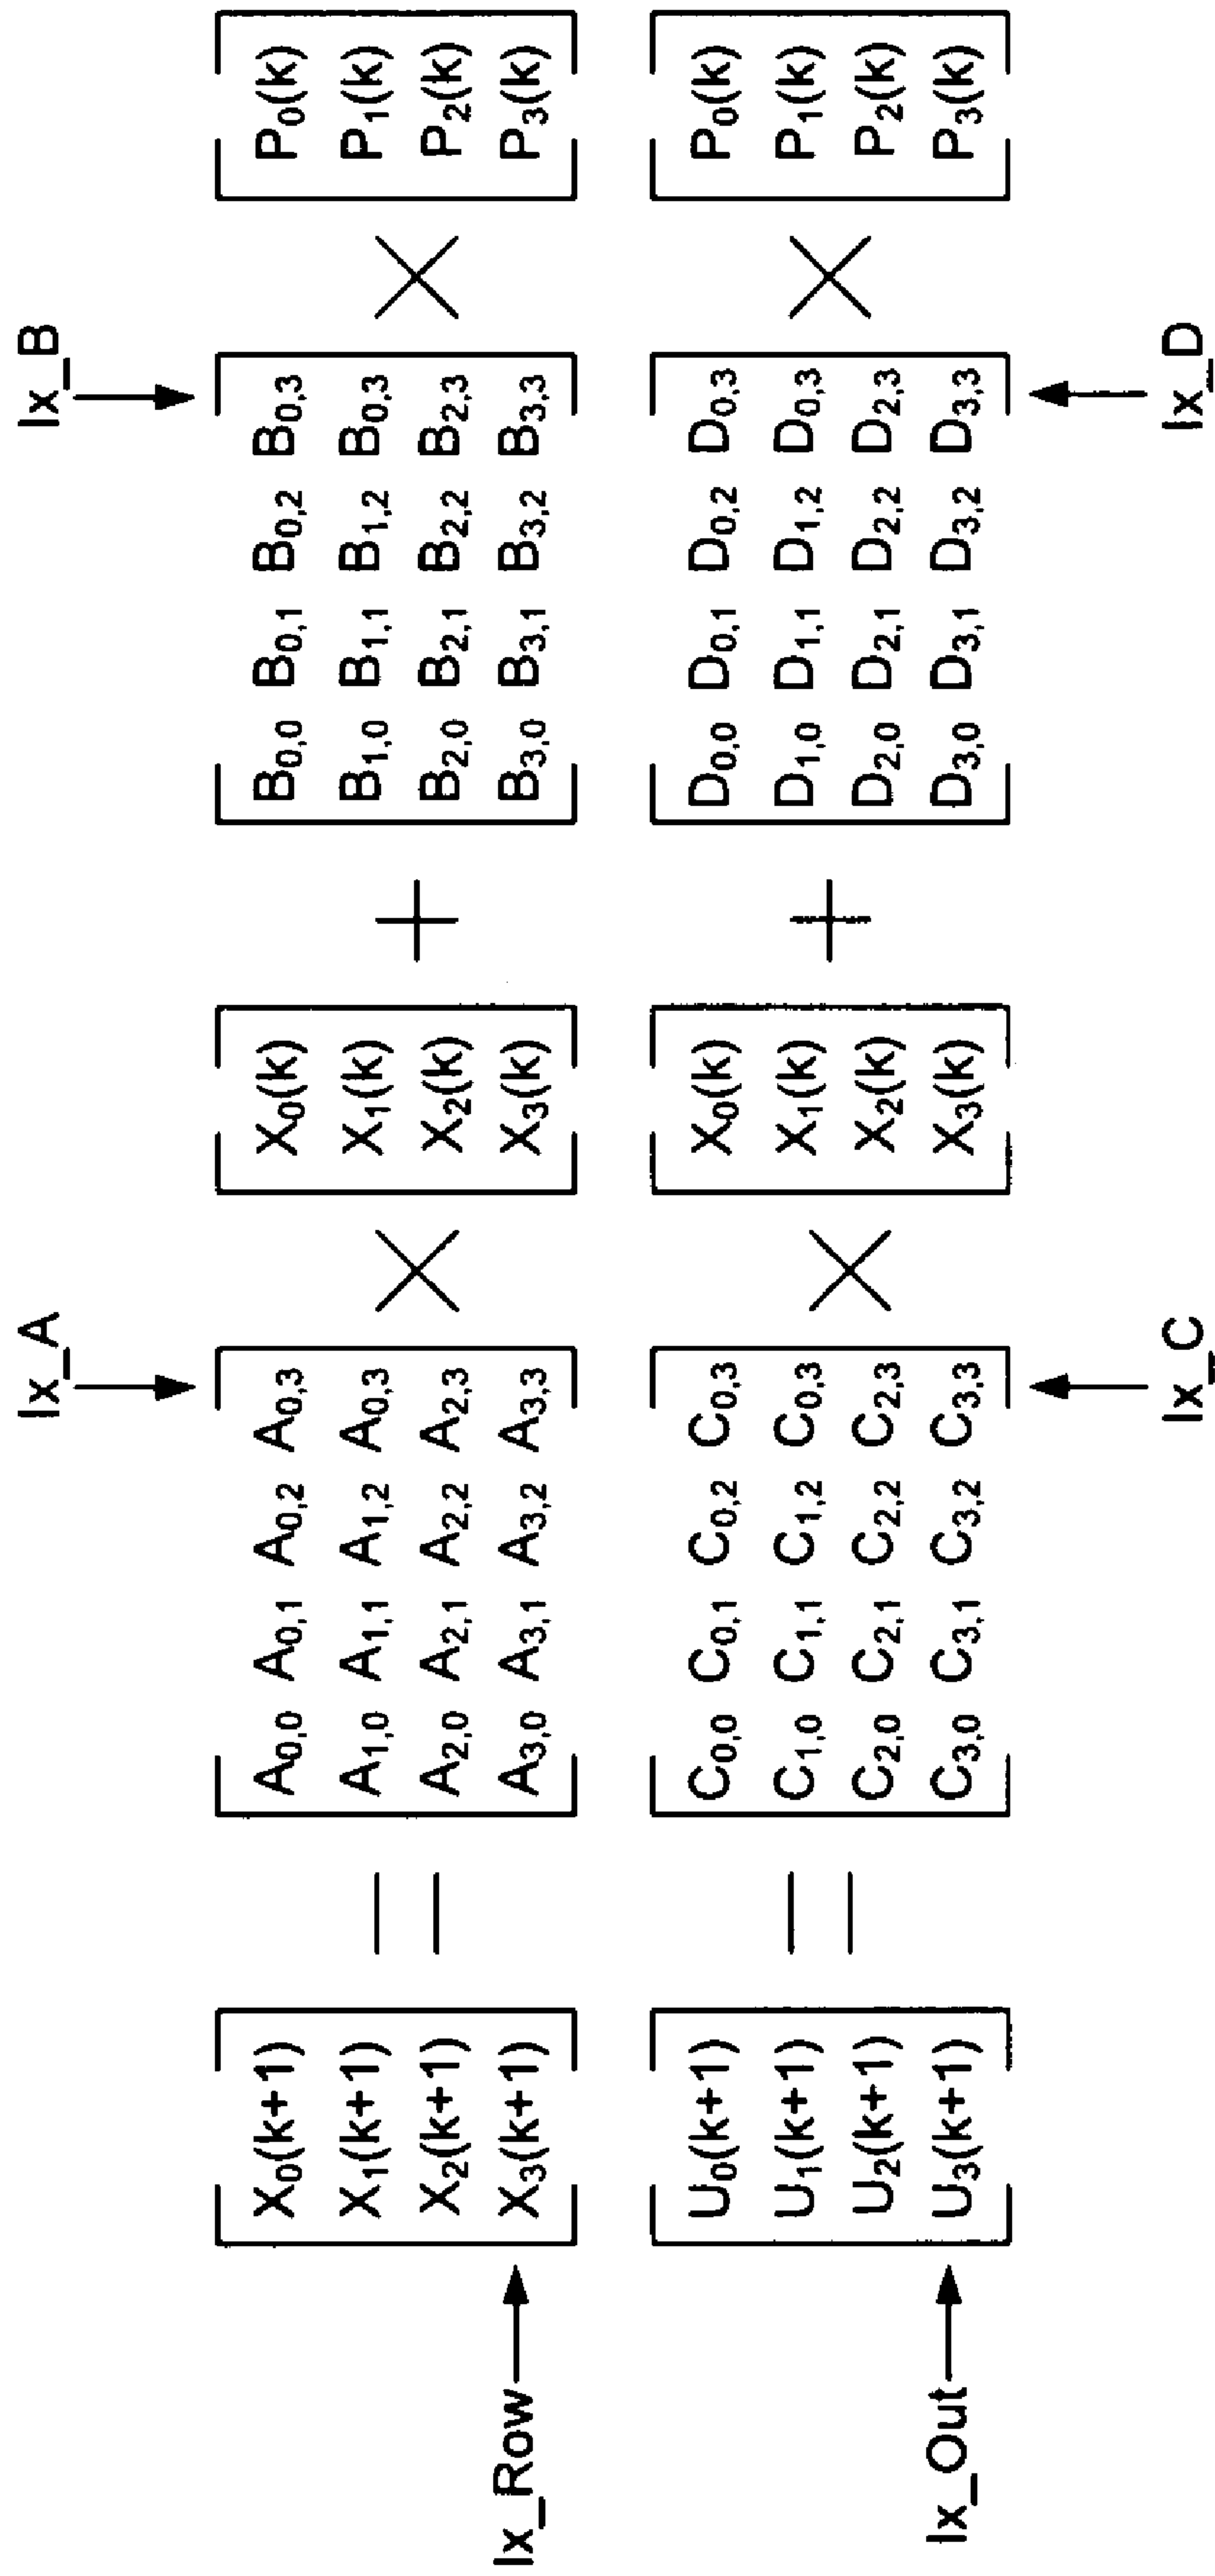 Ix_A Ix_B
[X₀(k+1)] = [A₀,₀ A₀,₁ A₀,₂ A₀,₃] × [X₀(k)] + [B₀,₀ B₀,₁ B₀,₂ B₀,₃] × [P₀(k)]
[X₁(k+1)] [A₁,₀ A₁,₁ A₁,₂ A₀,₃] [X₁(k)] [B₁,₀ B₁,₁ B₁,₂ B₀,₃] [P₁(k)]
[X₂(k+1)] [A₂,₀ A₂,₁ A₂,₂ A₂,₃] [X₂(k)] [B₂,₀ B₂,₁ B₂,₂ B₂,₃] [P₂(k)]
Ix_Row [X₃(k+1)] [A₃,₀ A₃,₁ A₃,₂ A₃,₃] [X₃(k)] [B₃,₀ B₃,₁ B₃,₂ B₃,₃] [P₃(k)]
[U₀(k+1)] = [C₀,₀ C₀,₁ C₀,₂ C₀,₃] × [X₀(k)] + [D₀,₀ D₀,₁ D₀,₂ D₀,₃] × [P₀(k)]
[U₁(k+1)] [C₁,₀ C₁,₁ C₁,₂ C₀,₃] [X₁(k)] [D₁,₀ D₁,₁ D₁,₂ D₀,₃] [P₁(k)]
[U₂(k+1)] [C₂,₀ C₂,₁ C₂,₂ C₂,₃] [X₂(k)] [D₂,₀ D₂,₁ D₂,₂ D₂,₃] [P₂(k)]
Ix_Out [U₃(k+1)] [C₃,₀ C₃,₁ C₃,₂ C₃,₃] [X₃(k)] [D₃,₀ D₃,₁ D₃,₂ D₃,₃] [P₃(k)]
Ix_C Ix_D